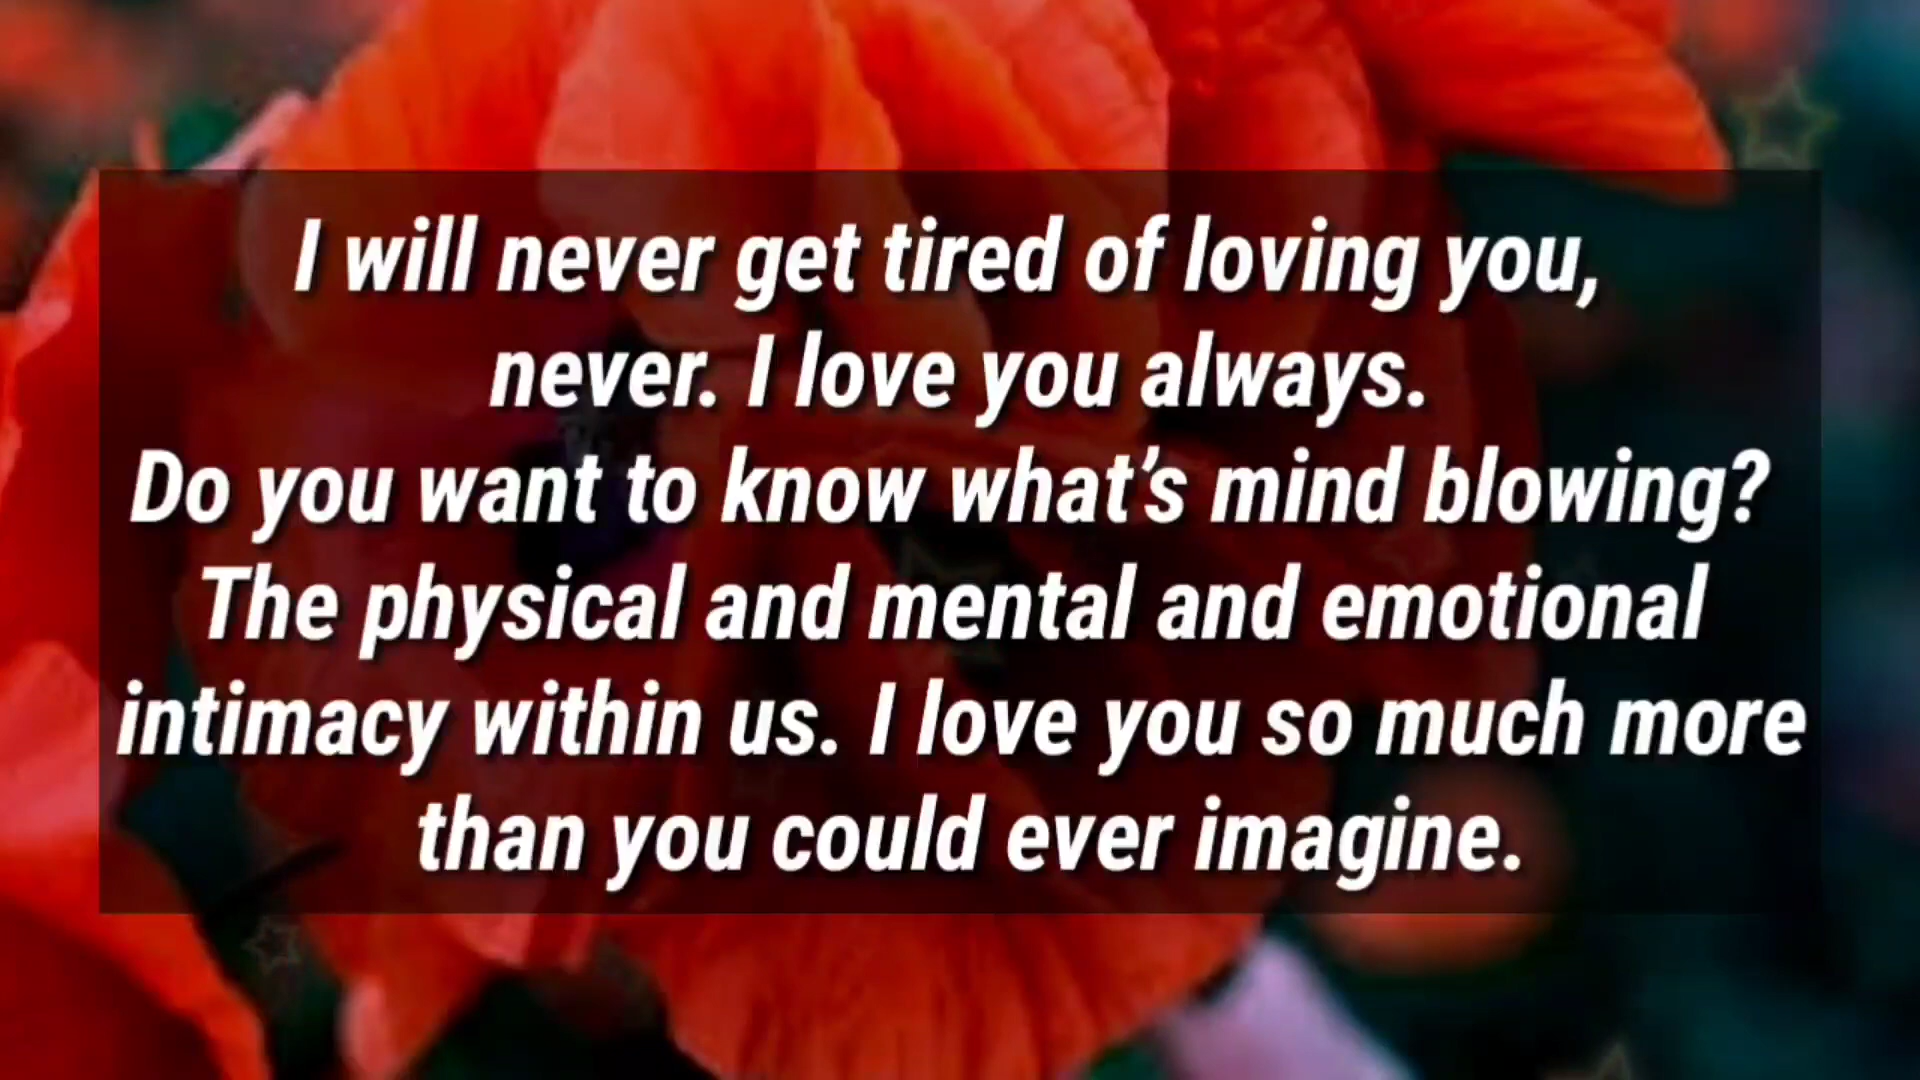 I will never get tired of loving you,
never. I love you always.
Do you want to know what’s mind blowing?
The physical and mental and emotional
intimacy within us. I love you so much more
than you could ever imagine.